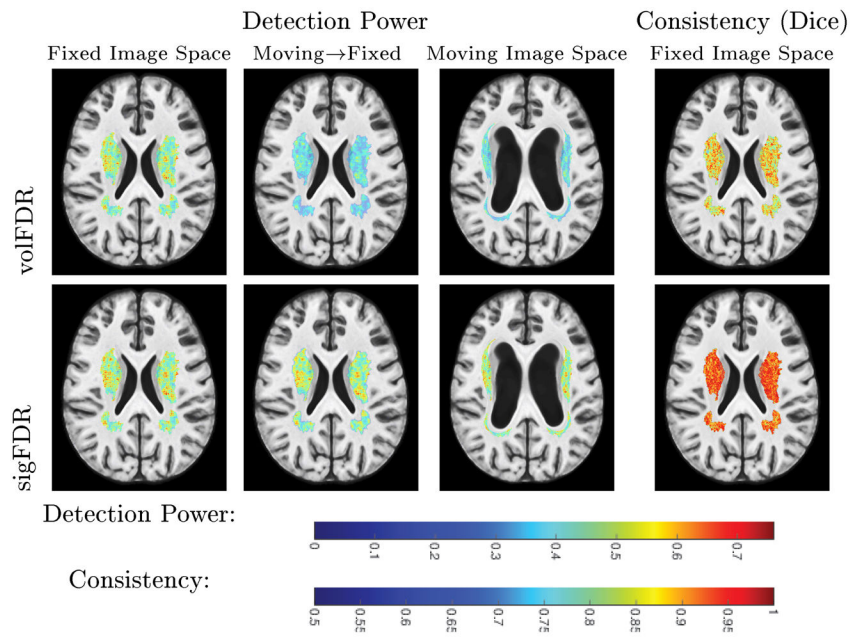 Detection Power
Consistency (Dice)
Fixed Image Space
Moving→Fixed
Moving Image Space
Fixed Image Space
volFDR
sigFDR
Detection Power:
0 0.1 0.2 0.3 0.4 0.5 0.6 0.7
Consistency:
0.5 0.55 0.6 0.65 0.7 0.75 0.8 0.85 0.9 0.95 1